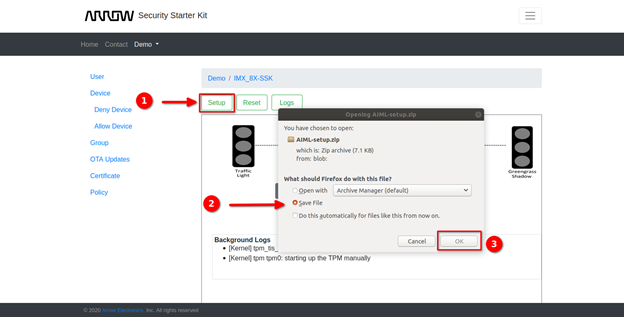 ARROW Security Starter Kit
Home Contact Demo
User
Device
Deny Device
Allow Device
Group
OTA Updates
Certificate
Policy
Demo / IMX_8X-SSK
1
Setup Reset Logs
Opening AIML-setup.zip
You have chosen to open:
AIML-setup.zip
which is: Zip archive (7.1 KB)
from: blob:
What should Firefox do with this file?
Open with Archive Manager (default)
2
Save File
Do this automatically for files like this from now on.
Cancel OK
3
Traffic
Light
Greengrass
Shadow
Background Logs
[Kernel] tpm_tis_
[Kernel] tpm tpm0: starting up the TPM manually
© 2020 Arrow Electronics Inc. All rights reserved